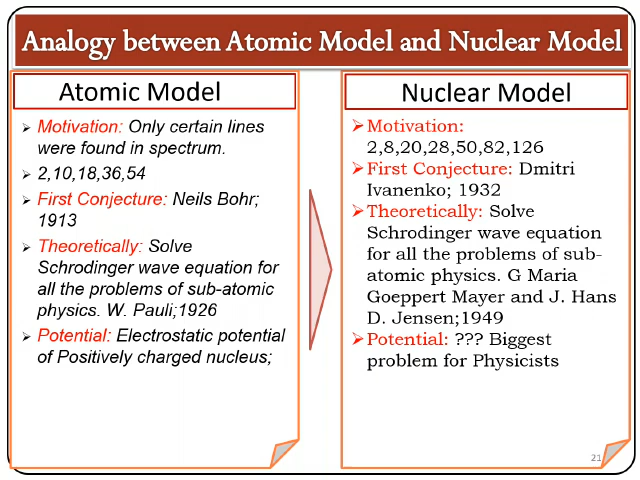 Analogy between Atomic Model and Nuclear Model
Atomic Model
➢ Motivation: Only certain lines
were found in spectrum.
➢ 2,10,18,36,54
➢ First Conjecture: Neils Bohr;
1913
➢ Theoretically: Solve
Schrodinger wave equation for
all the problems of sub-atomic
physics. W. Pauli;1926
➢ Potential: Electrostatic potential
of Positively charged nucleus;
Nuclear Model
➢Motivation:
2,8,20,28,50,82,126
➢First Conjecture: Dmitri
Ivanenko; 1932
➢Theoretically: Solve
Schrodinger wave equation
for all the problems of sub-
atomic physics. G Maria
Goeppert Mayer and J. Hans
D. Jensen;1949
➢Potential: ??? Biggest
problem for Physicists
21